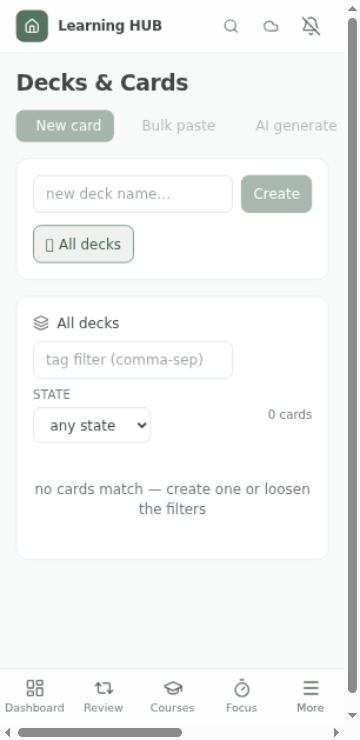 Learning HUB
Decks & Cards
New card
Bulk paste
AI generate
new deck name...
Create
All decks
All decks
tag filter (comma-sep)
STATE
any state
0 cards
no cards match — create one or loosen
the filters
Dashboard
Review
Courses
Focus
More